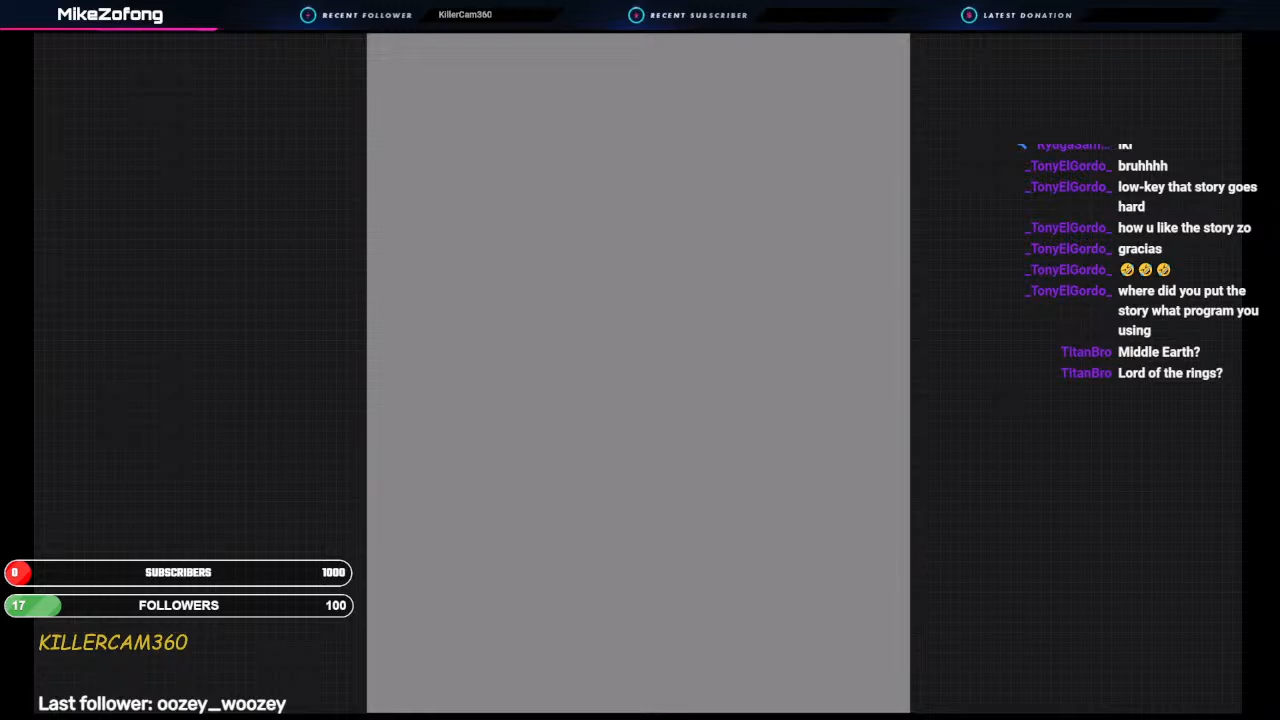 MikeZofong
RECENT FOLLOWER KillerCam360
RECENT SUBSCRIBER
LATEST DONATION
_TonyElGordo_ bruhhhh
_TonyElGordo_ low-key that story goes
hard
_TonyElGordo_ how u like the story zo
_TonyElGordo_ gracias
_TonyElGordo_ 🤣 🤣 🤣
_TonyElGordo_ where did you put the
story what program you
using
TItanBro Middle Earth?
TItanBro Lord of the rings?
0 SUBSCRIBERS 1000
17 FOLLOWERS 100
KILLERCAM360
Last follower: oozey_woozey